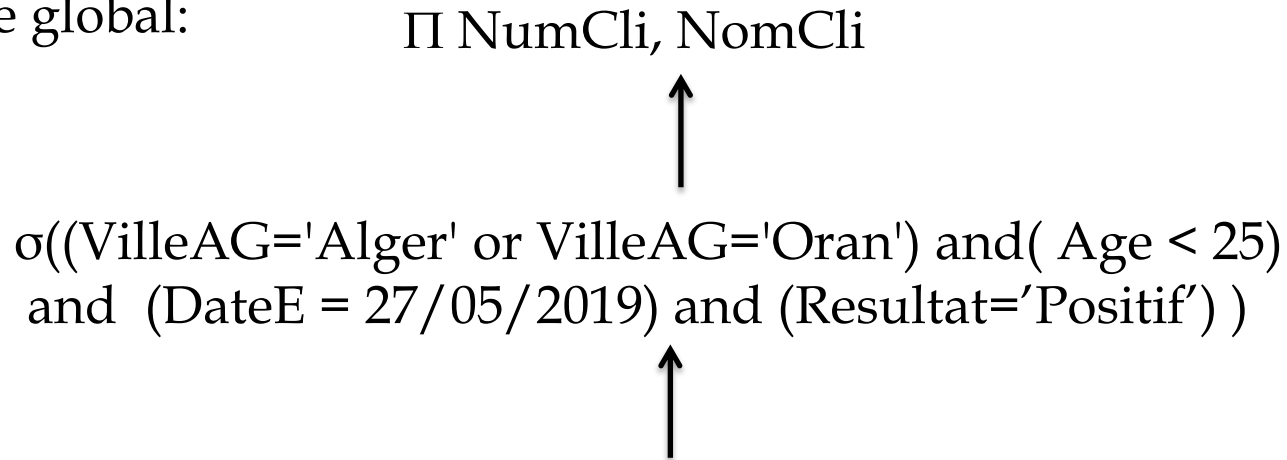 e global:
Π NumCli, NomCli
σ((VilleAG='Alger' or VilleAG='Oran') and( Age < 25)
and  (DateE = 27/05/2019) and (Resultat=’Positif’) )